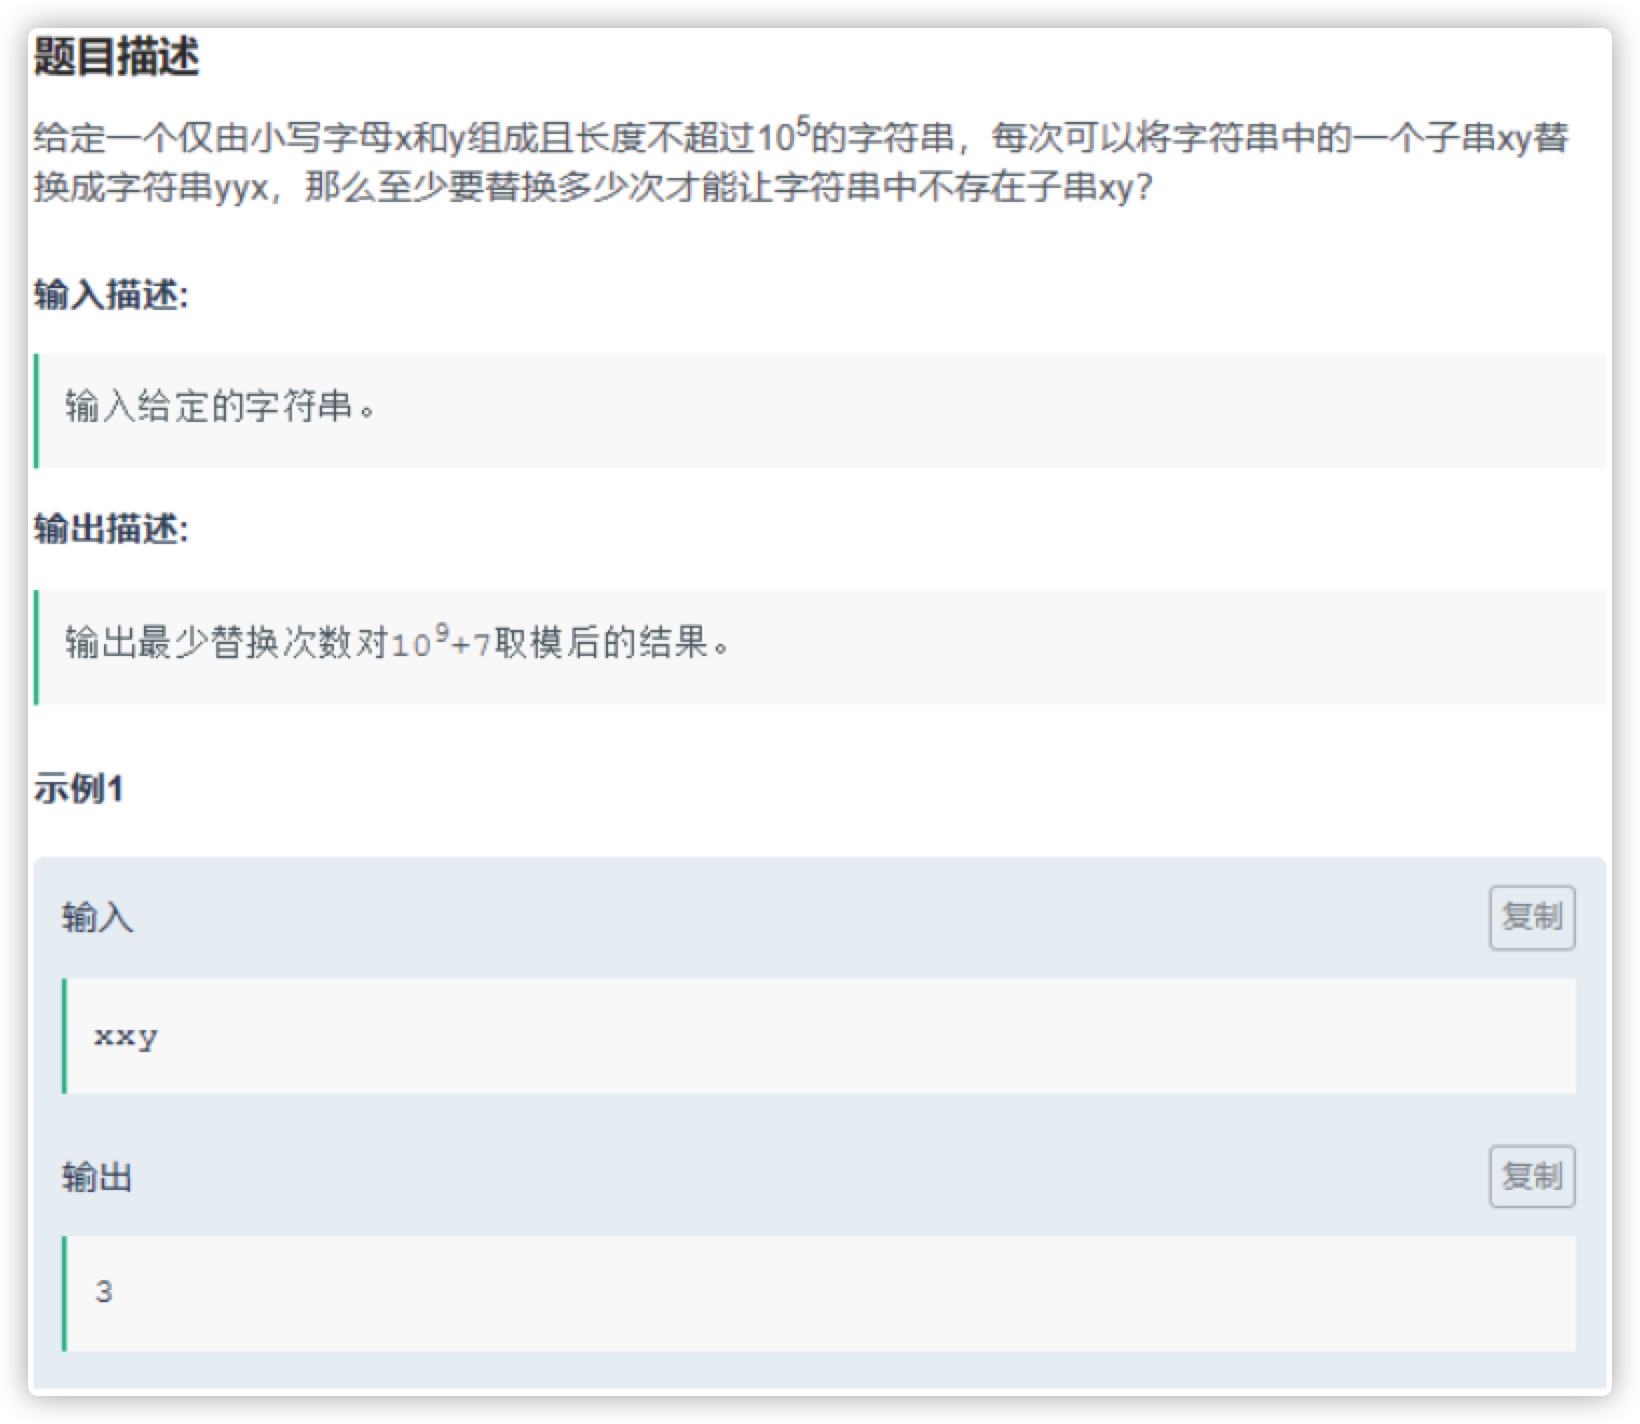 题目描述
给定一个仅由小写字母x和y组成且长度不超过10⁵的字符串，每次可以将字符串中的一个子串xy替
换成字符串yyx，那么至少要替换多少次才能让字符串中不存在子串xy？
输入描述:
输入给定的字符串。
输出描述:
输出最少替换次数对10⁹+7取模后的结果。
示例1
输入
复制
xxy
输出
复制
3